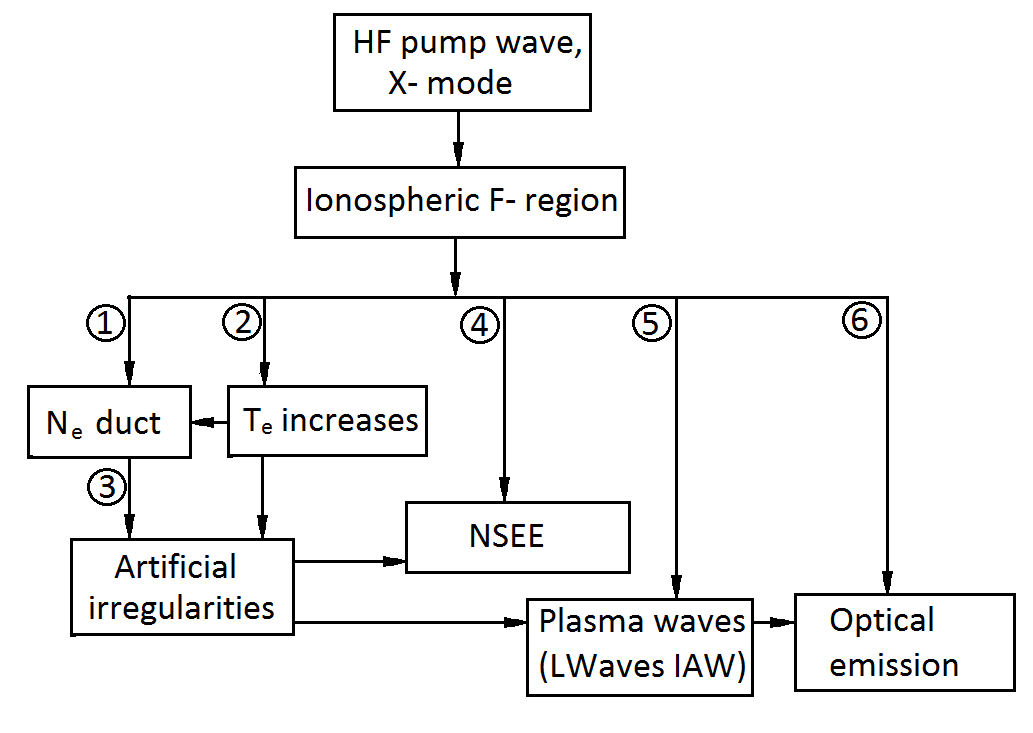 HF pump wave,
X- mode
Ionospheric F- region
1
2
4
5
6
Ne duct
Te increases
3
NSEE
Artificial
irregularities
Plasma waves
(LWaves IAW)
Optical
emission